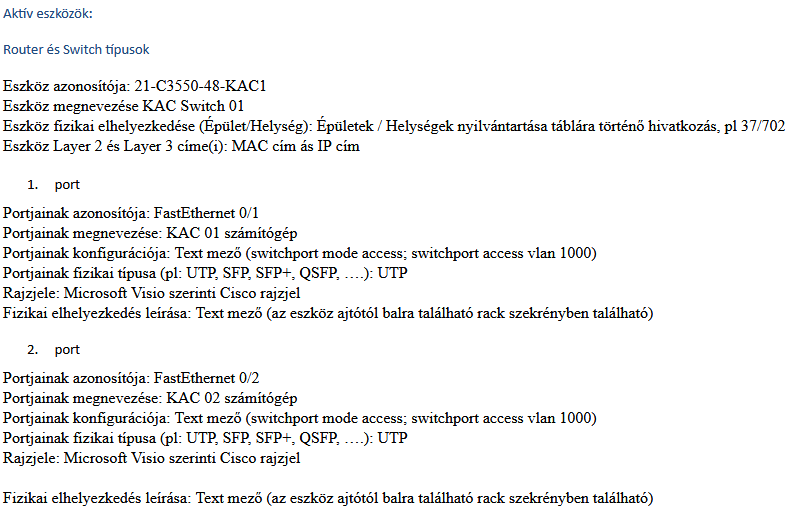 Aktív eszközök:
Router és Switch típusok
Eszköz azonosítója: 21-C3550-48-KAC1
Eszköz megnevezése KAC Switch 01
Eszköz fizikai elhelyezkedése (Épület/Helység): Épületek / Helységek nyilvántartása táblára történő hivatkozás, pl 37/702
Eszköz Layer 2 és Layer 3 címe(i): MAC cím ás IP cím
1. port
Portjainak azonosítója: FastEthernet 0/1
Portjainak megnevezése: KAC 01 számítógép
Portjainak konfigurációja: Text mező (switchport mode access; switchport access vlan 1000)
Portjainak fizikai típusa (pl: UTP, SFP, SFP+, QSFP, ….): UTP
Rajzjele: Microsoft Visio szerinti Cisco rajzjel
Fizikai elhelyezkedés leírása: Text mező (az eszköz ajtótól balra található rack szekrényben található)
2. port
Portjainak azonosítója: FastEthernet 0/2
Portjainak megnevezése: KAC 02 számítógép
Portjainak konfigurációja: Text mező (switchport mode access; switchport access vlan 1000)
Portjainak fizikai típusa (pl: UTP, SFP, SFP+, QSFP, ….): UTP
Rajzjele: Microsoft Visio szerinti Cisco rajzjel
Fizikai elhelyezkedés leírása: Text mező (az eszköz ajtótól balra található rack szekrényben található)